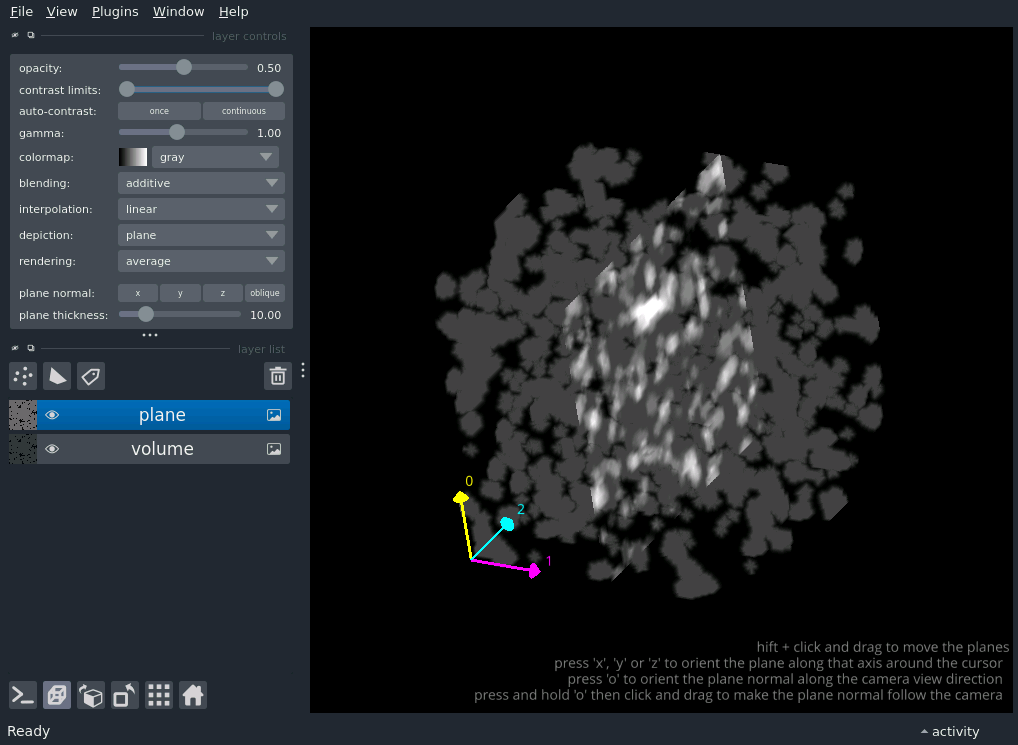 File View Plugins Window Help
layer controls
opacity: 0.50
contrast limits:
auto-contrast: once continuous
gamma: 1.00
colormap: gray
blending: additive
interpolation: linear
depiction: plane
rendering: average
plane normal: x y z oblique
plane thickness: 10.00
layer list
plane
volume
0
2
1
hift + click and drag to move the planes
press 'x', 'y' or 'z' to orient the plane along that axis around the cursor
press 'o' to orient the plane normal along the camera view direction
press and hold 'o' then click and drag to make the plane normal follow the camera
Ready activity